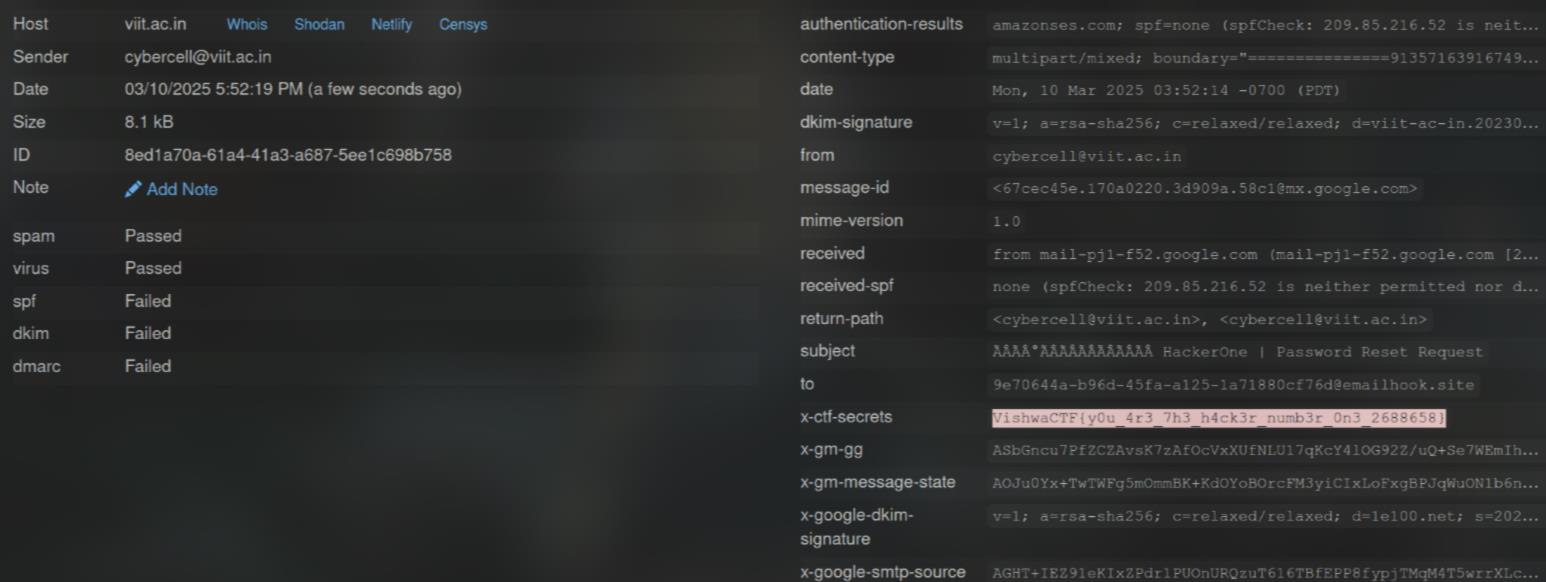 Host viit.ac.in Whois Shodan Netlify Censys
Sender cybercell@viit.ac.in
Date 03/10/2025 5:52:19 PM (a few seconds ago)
Size 8.1 kB
ID 8ed1a70a-61a4-41a3-a687-5ee1c698b758
Note Add Note
spam Passed
virus Passed
spf Failed
dkim Failed
dmarc Failed
authentication-results amazonses.com; spf=none (spfCheck: 209.85.216.52 is neit...
content-type multipart/mixed; boundary="===============91357163916749...
date Mon, 10 Mar 2025 03:52:14 -0700 (PDT)
dkim-signature v=1; a=rsa-sha256; c=relaxed/relaxed; d=viit-ac-in.20230...
from cybercell@viit.ac.in
message-id <67cec45e.170a0220.3d909a.58c1@mx.google.com>
mime-version 1.0
received from mail-pj1-f52.google.com (mail-pj1-f52.google.com [2...
received-spf none (spfCheck: 209.85.216.52 is neither permitted nor d...
return-path <cybercell@viit.ac.in>, <cybercell@viit.ac.in>
subject HackerOne | Password Reset Request
to 9e70644a-b96d-45fa-a125-1a71880cf76d@emailhook.site
x-ctf-secrets VishwaCTF{y0u_4r3_7h3_h4ck3r_numb3r_0n3_2688658}
x-gm-gg ASbGncu7PfZCZAvsK7zAfOcVxXUfNLU17qKcY4lOG92Z/uQ+Se7WEmIh...
x-gm-message-state AOJu0Yx+TwTWFg5mOmmBK+KdOYoBOrcFM3yiCIxLoFxgBPJqWuON1b6n...
x-google-dkim-
signature v=1; a=rsa-sha256; c=relaxed/relaxed; d=1e100.net; s=202...
x-google-smtp-source AGHT+IEZ91eKIxZPdrlPUOnURQzuT616TBfEPP8fypjTMqM4T5wrrXLc...